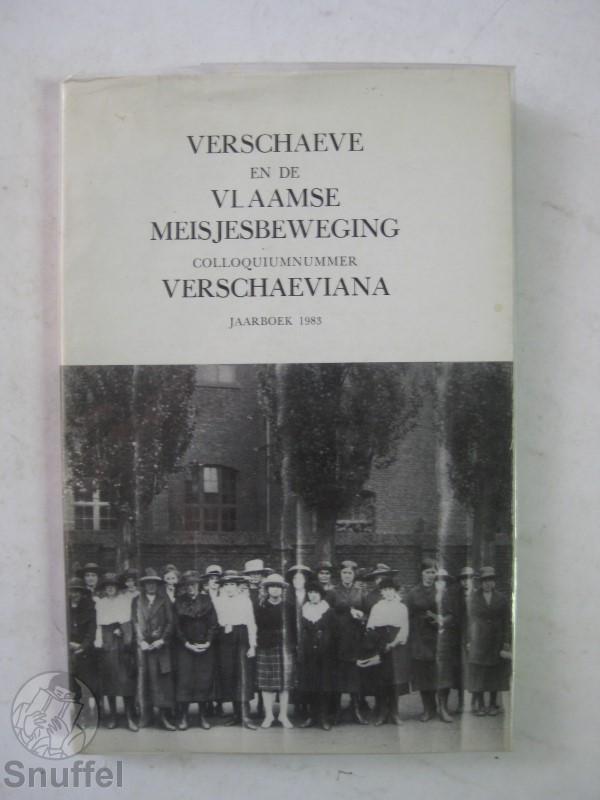 VERSCHAEVE
EN DE
VLAAMSE
MEISJESBEWEGING
COLLOQUIUMNUMMER
VERSCHAEVIANA
JAARBOEK 1983
Snuffel